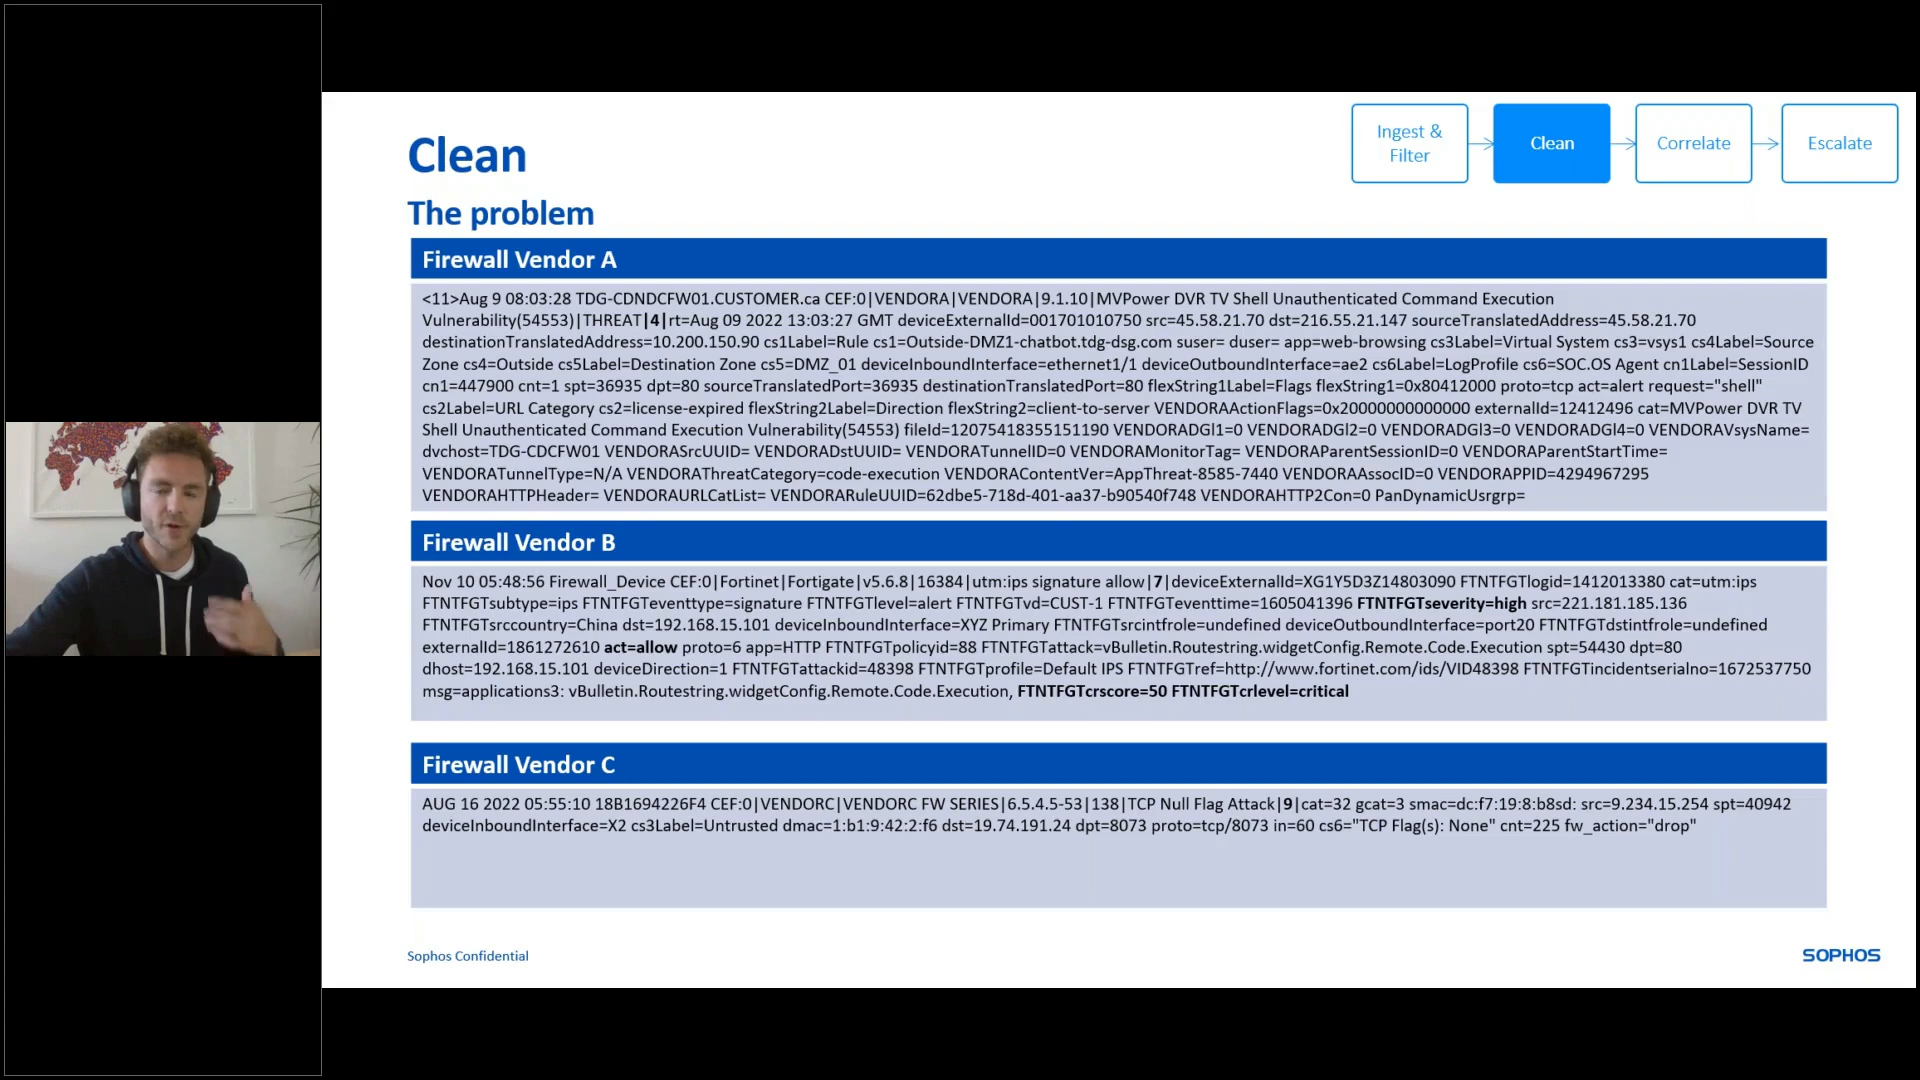 Ingest &
Filter
Clean
Correlate
Escalate
Clean
The problem
Firewall Vendor A
<11>Aug 9 08:03:28 TDG-CDNDCFW01.CUSTOMER.ca CEF:0|VENDORA|VENDORA|9.1.10|MVPower DVR TV Shell Unauthenticated Command Execution
Vulnerability(54553)|THREAT|4|rt=Aug 09 2022 13:03:27 GMT deviceExternalId=001701010750 src=45.58.21.70 dst=216.55.21.147 sourceTranslatedAddress=45.58.21.70
destinationTranslatedAddress=10.200.150.90 cs1Label=Rule cs1=Outside-DMZ1-chatbot.tdg-dsg.com suser= duser= app=web-browsing cs3Label=Virtual System cs3=vsys1 cs4Label=Source
Zone cs4=Outside cs5Label=Destination Zone cs5=DMZ_01 deviceInboundInterface=ethernet1/1 deviceOutboundInterface=ae2 cs6Label=LogProfile cs6=SOC.OS Agent cn1Label=SessionID
cn1=447900 cnt=1 spt=36935 dpt=80 sourceTranslatedPort=36935 destinationTranslatedPort=80 flexString1Label=Flags flexString1=0x80412000 proto=tcp act=alert request="shell"
cs2Label=URL Category cs2=license-expired flexString2Label=Direction flexString2=client-to-server VENDORAActionFlags=0x20000000000000 externalId=12412496 cat=MVPower DVR TV
Shell Unauthenticated Command Execution Vulnerability(54553) fileId=12075418355151190 VENDORADGl1=0 VENDORADGl2=0 VENDORADGl3=0 VENDORADGl4=0 VENDORAVsysName=
dvchost=TDG-CDCFW01 VENDORASrcUUID= VENDORADstUUID= VENDORATunnelID=0 VENDORAMonitorTag= VENDORAParentSessionID=0 VENDORAParentStartTime=
VENDORATunnelType=N/A VENDORAThreatCategory=code-execution VENDORAContentVer=AppThreat-8585-7440 VENDORAAssocID=0 VENDORAPPID=4294967295
VENDORAHTTPHeader= VENDORAURLCatList= VENDORARuleUUID=62dbe5-718d-401-aa37-b90540f748 VENDORAHTTP2Con=0 PanDynamicUsrgrp=
Firewall Vendor B
Nov 10 05:48:56 Firewall_Device CEF:0|Fortinet|Fortigate|v5.6.8|16384|utm:ips signature allow|7|deviceExternalId=XG1Y5D3Z14803090 FTNTFGTlogid=1412013380 cat=utm:ips
FTNTFGTsubtype=ips FTNTFGTeventtype=signature FTNTFGTlevel=alert FTNTFGTvd=CUST-1 FTNTFGTeventtime=1605041396 FTNTFGTseverity=high src=221.181.185.136
FTNTFGTsrccountry=China dst=192.168.15.101 deviceInboundInterface=XYZ Primary FTNTFGTsrcintfrole=undefined deviceOutboundInterface=port20 FTNTFGTdstintfrole=undefined
externalId=1861272610 act=allow proto=6 app=HTTP FTNTFGTpolicyid=88 FTNTFGTattack=vBulletin.Routestring.widgetConfig.Remote.Code.Execution spt=54430 dpt=80
dhost=192.168.15.101 deviceDirection=1 FTNTFGTattackid=48398 FTNTFGTprofile=Default IPS FTNTFGTref=http://www.fortinet.com/ids/VID48398 FTNTFGTincidentserialno=1672537750
msg=applications3: vBulletin.Routestring.widgetConfig.Remote.Code.Execution, FTNTFGTcrscore=50 FTNTFGTcrlevel=critical
Firewall Vendor C
AUG 16 2022 05:55:10 18B1694226F4 CEF:0|VENDORC|VENDORC FW SERIES|6.5.4.5-53|138|TCP Null Flag Attack|9|cat=32 gcat=3 smac=dc:f7:19:8:b8sd: src=9.234.15.254 spt=40942
deviceInboundInterface=X2 cs3Label=Untrusted dmac=1:b1:9:42:2:f6 dst=19.74.191.24 dpt=8073 proto=tcp/8073 in=60 cs6="TCP Flag(s): None" cnt=225 fw_action="drop"
Sophos Confidential
SOPHOS